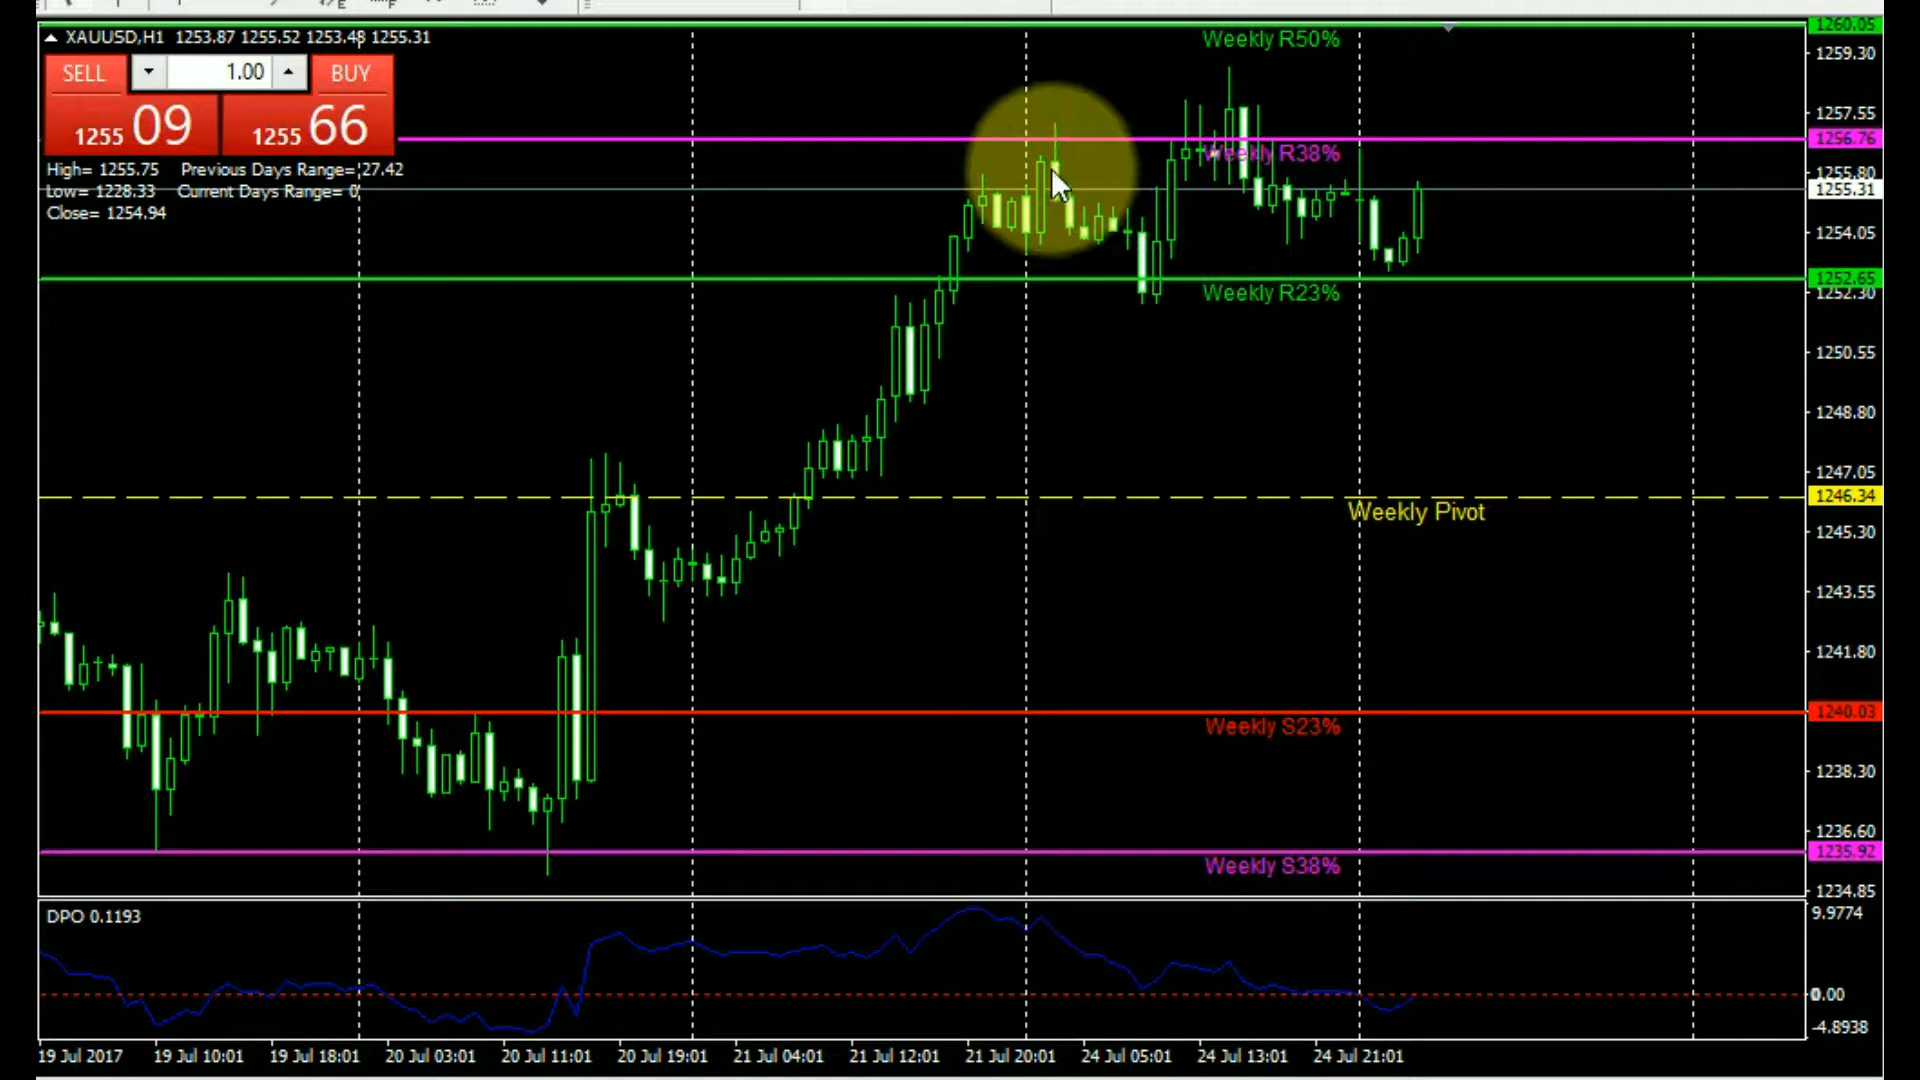 Weekly R50%
1260.05
XAUUSD,H1 1253.87 1255.52 1253.48 1255.31
1259.30
SELL 1.00 BUY
1255 09 1255 66
1257.55
1256.76
Weekly R38%
High= 1255.75 Previous Days Range= 27.42
1255.80
Low= 1228.33 Current Days Range= 0
1255.31
Close= 1254.94
1254.05
1252.65
Weekly R23%
1252.30
1250.55
1248.80
1247.05
1246.34
Weekly Pivot
1245.30
1243.55
1241.80
1240.03
Weekly S23%
1238.30
1236.60
1235.92
Weekly S38%
1234.85
DPO 0.1193
9.9774
0.00
-4.8938
19 Jul 2017 19 Jul 10:01 19 Jul 18:01 20 Jul 03:01 20 Jul 11:01 20 Jul 19:01 21 Jul 04:01 21 Jul 12:01 21 Jul 20:01 24 Jul 05:01 24 Jul 13:01 24 Jul 21:01